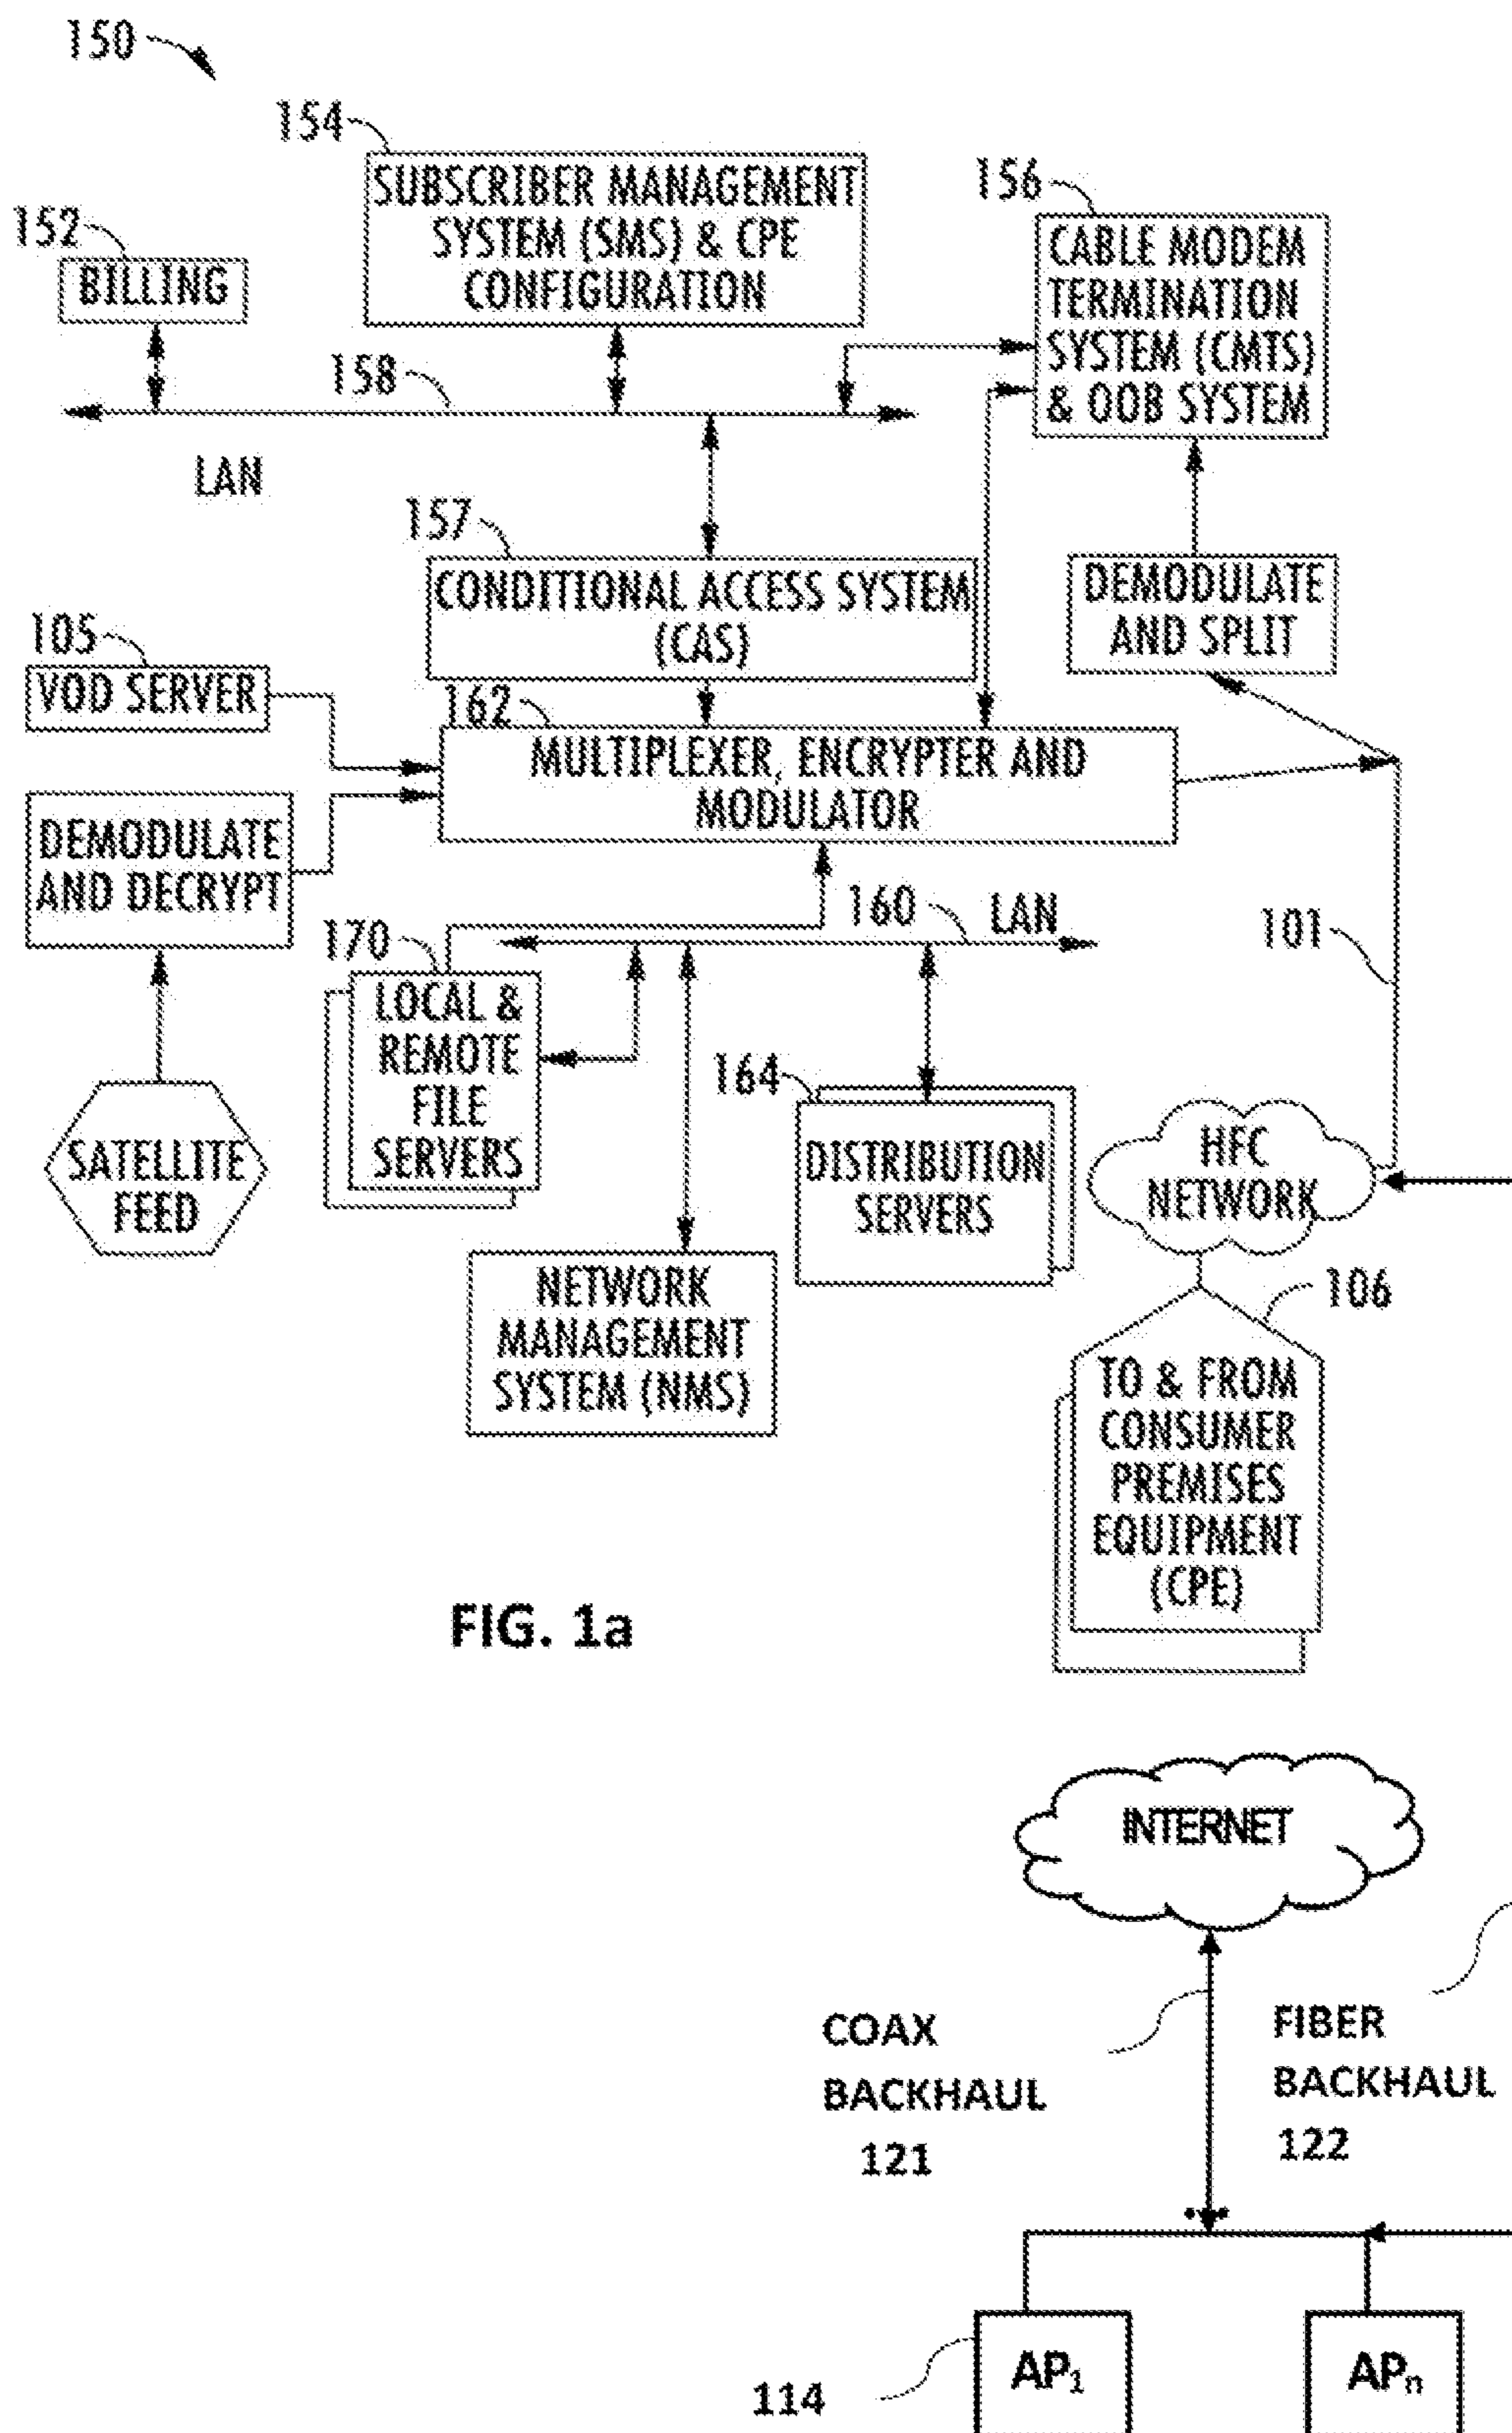 150
154
SUBSCRIBER MANAGEMENT
SYSTEM (SMS) & CPE
CONFIGURATION
156
CABLE MODEM
TERMINATION
SYSTEM (CMTS)
& OOB SYSTEM
152
BILLING
158
LAN
157
CONDITIONAL ACCESS SYSTEM
(CAS)
DEMODULATE
AND SPLIT
105
VOD SERVER
162
MULTIPLEXER, ENCRYPTER AND
MODULATOR
DEMODULATE
AND DECRYPT
160
LAN
101
170
LOCAL &
REMOTE
FILE
SERVERS
164
DISTRIBUTION
SERVERS
HFC
NETWORK
SATELLITE
FEED
NETWORK
MANAGEMENT
SYSTEM (NMS)
106
TO & FROM
CONSUMER
PREMISES
EQUIPMENT
(CPE)
FIG. 1a
INTERNET
COAX
BACKHAUL
121
FIBER
BACKHAUL
122
114
AP₁
APₙ